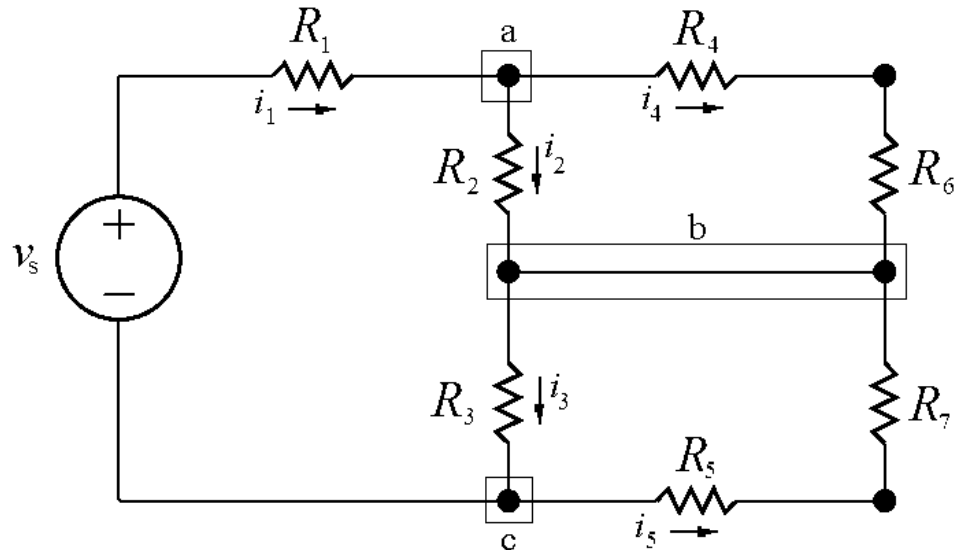 R₁
a
R₄
i₁
i₄
R₂
i₂
R₆
b
+
vₛ
−
R₃
i₃
R₇
R₅
c
i₅